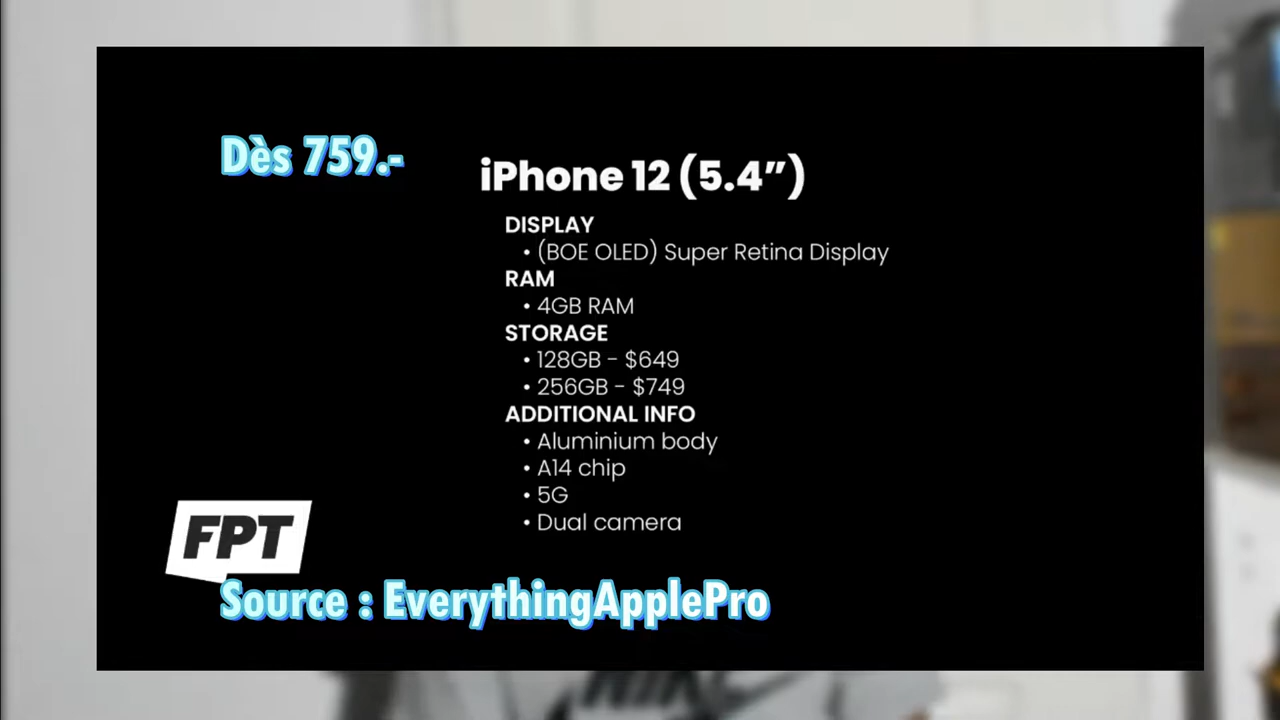 Dès 759.-
iPhone 12 (5.4”)
DISPLAY
• (BOE OLED) Super Retina Display
RAM
• 4GB RAM
STORAGE
• 128GB - $649
• 256GB - $749
ADDITIONAL INFO
• Aluminium body
• A14 chip
• 5G
• Dual camera
FPT
Source : EverythingApplePro